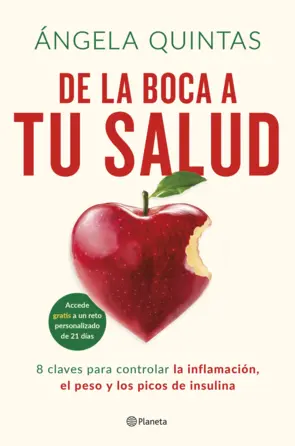 ÁNGELA QUINTAS
DE LA BOCA A
TU SALUD
Accede
gratis a un reto
personalizado
de 21 días
8 claves para controlar la inflamación,
el peso y los picos de insulina
Planeta